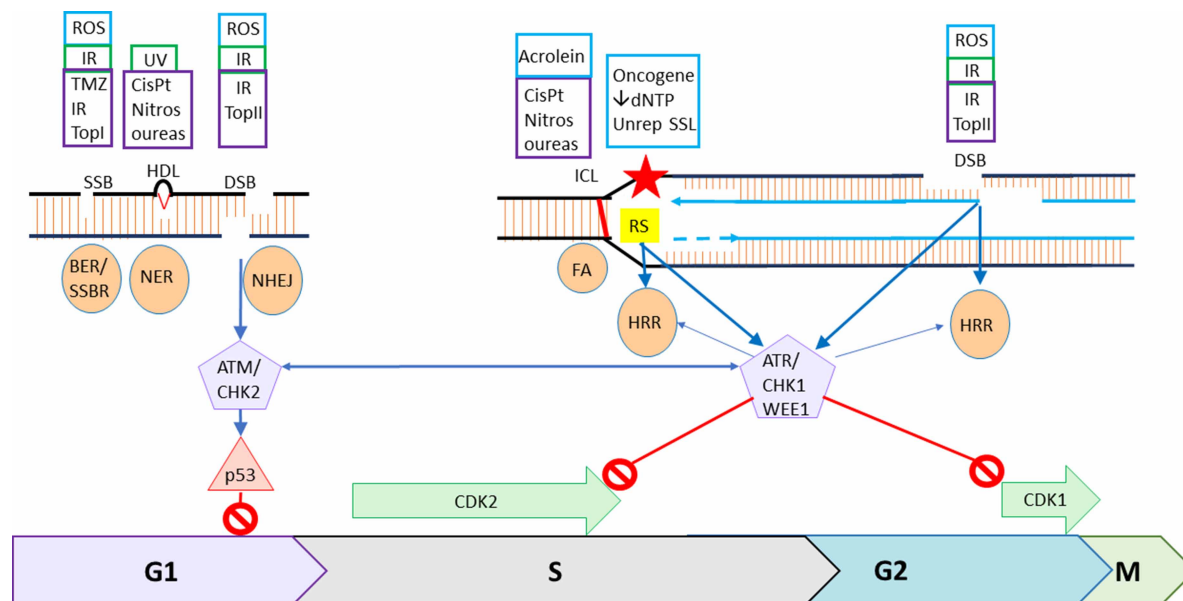 ROS
IR
TMZ
IR
TopI
UV
CisPt
Nitros
oureas
ROS
IR
IR
TopII
Acrolein
CisPt
Nitros
oureas
Oncogene
↓dNTP
Unrep SSL
ROS
IR
IR
TopII
SSB
HDL
DSB
ICL
DSB
RS
BER/
SSBR
NER
NHEJ
FA
HRR
HRR
ATM/
CHK2
ATR/
CHK1
WEE1
p53
CDK2
CDK1
G1
S
G2
M